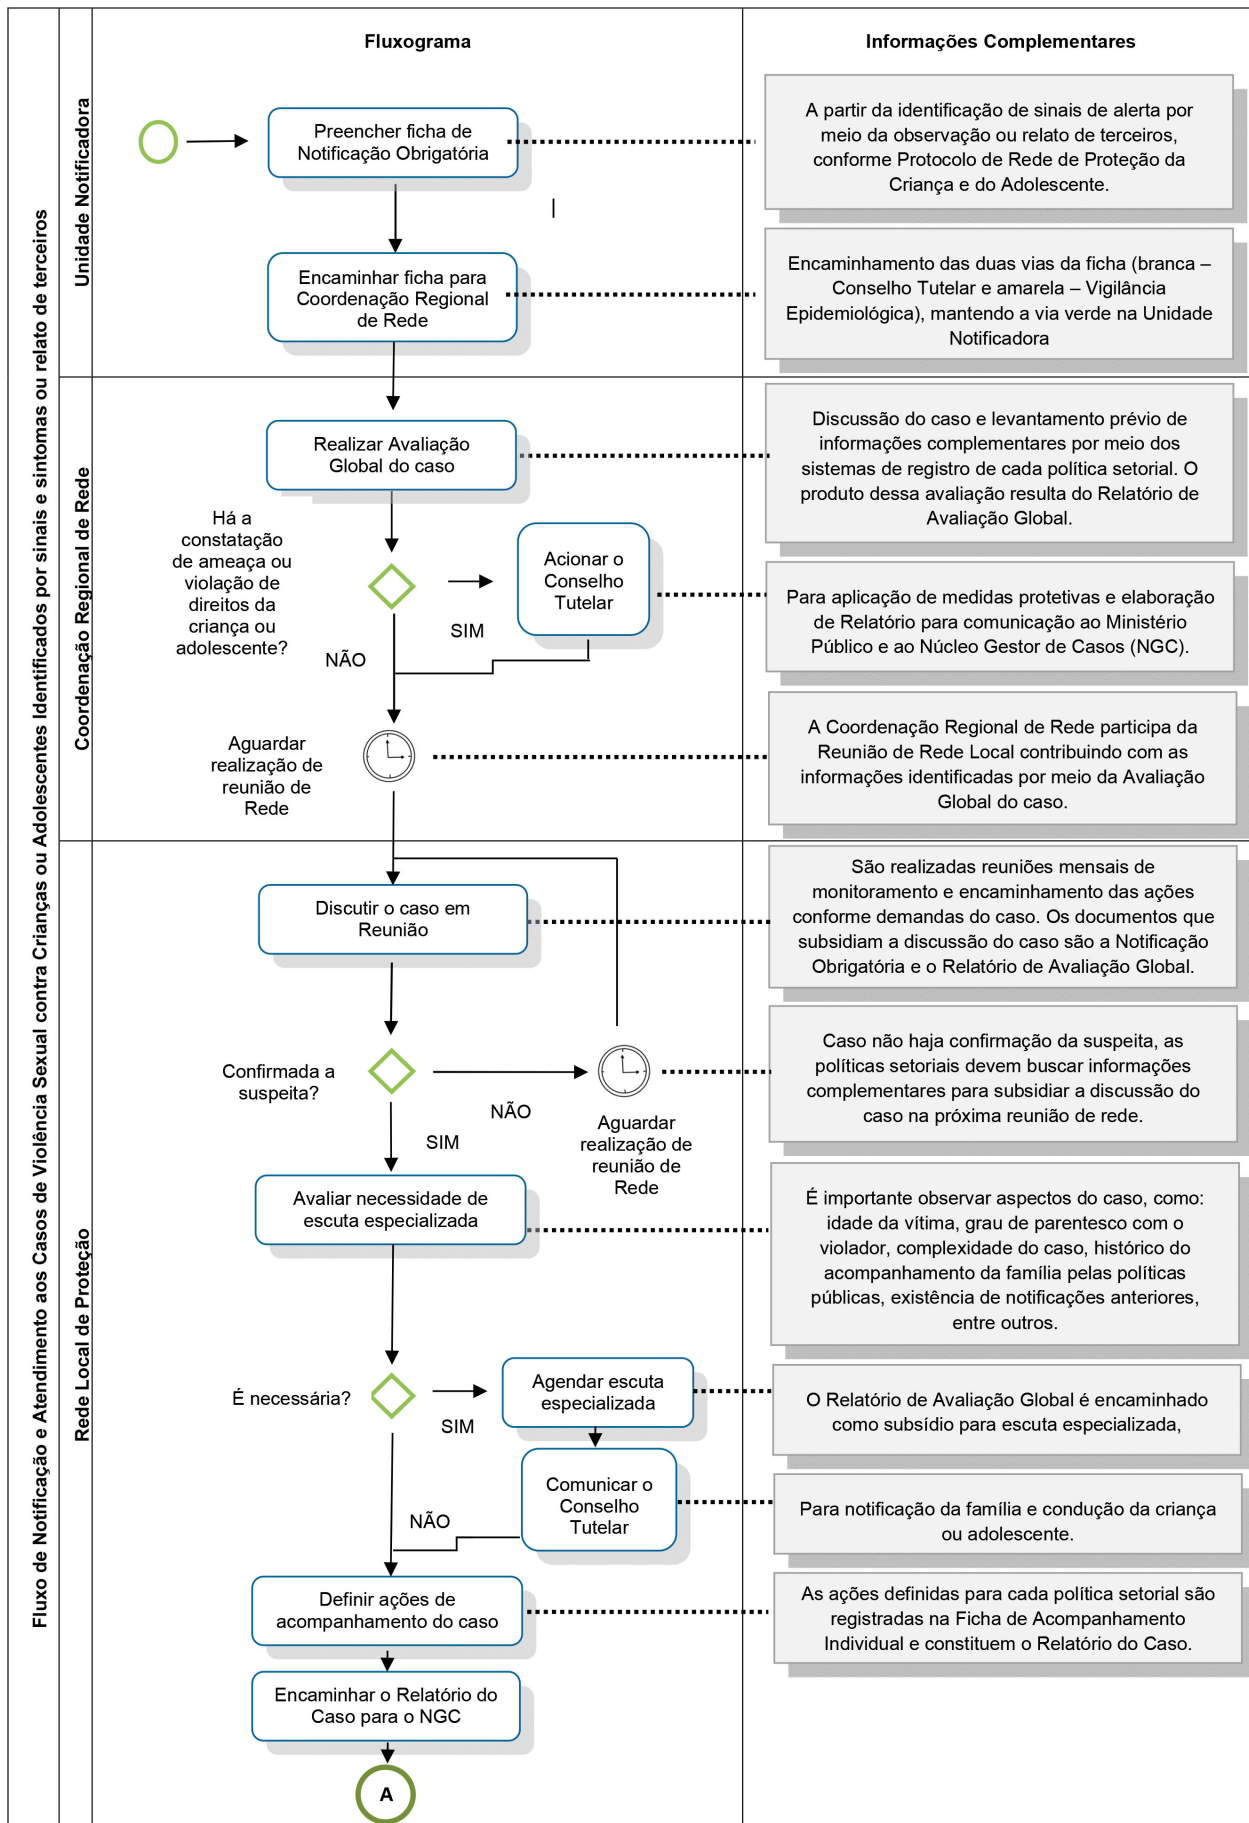 Fluxo de Notificação e Atendimento aos Casos de Violência Sexual contra Crianças ou Adolescentes Identificados por sinais e sintomas ou relato de terceiros
Fluxograma
Informações Complementares
Unidade Notificadora
Preencher ficha de
Notificação Obrigatória
A partir da identificação de sinais de alerta por
meio da observação ou relato de terceiros,
conforme Protocolo de Rede de Proteção da
Criança e do Adolescente.
Encaminhar ficha para
Coordenação Regional
de Rede
Encaminhamento das duas vias da ficha (branca –
Conselho Tutelar e amarela – Vigilância
Epidemiológica), mantendo a via verde na Unidade
Notificadora
Coordenação Regional de Rede
Realizar Avaliação
Global do caso
Discussão do caso e levantamento prévio de
informações complementares por meio dos
sistemas de registro de cada política setorial. O
produto dessa avaliação resulta do Relatório de
Avaliação Global.
Há a
constatação
de ameaça ou
violação de
direitos da
criança ou
adolescente?
SIM
NÃO
Acionar o
Conselho
Tutelar
Para aplicação de medidas protetivas e elaboração
de Relatório para comunicação ao Ministério
Público e ao Núcleo Gestor de Casos (NGC).
Aguardar
realização de
reunião de
Rede
A Coordenação Regional de Rede participa da
Reunião de Rede Local contribuindo com as
informações identificadas por meio da Avaliação
Global do caso.
Rede Local de Proteção
Discutir o caso em
Reunião
São realizadas reuniões mensais de
monitoramento e encaminhamento das ações
conforme demandas do caso. Os documentos que
subsidiam a discussão do caso são a Notificação
Obrigatória e o Relatório de Avaliação Global.
Confirmada a
suspeita?
NÃO
SIM
Aguardar
realização de
reunião de
Rede
Caso não haja confirmação da suspeita, as
políticas setoriais devem buscar informações
complementares para subsidiar a discussão do
caso na próxima reunião de rede.
Avaliar necessidade de
escuta especializada
É importante observar aspectos do caso, como:
idade da vítima, grau de parentesco com o
violador, complexidade do caso, histórico do
acompanhamento da família pelas políticas
públicas, existência de notificações anteriores,
entre outros.
É necessária?
SIM
NÃO
Agendar escuta
especializada
O Relatório de Avaliação Global é encaminhado
como subsídio para escuta especializada,
Comunicar o
Conselho
Tutelar
Para notificação da família e condução da criança
ou adolescente.
Definir ações de
acompanhamento do caso
As ações definidas para cada política setorial são
registradas na Ficha de Acompanhamento
Individual e constituem o Relatório do Caso.
Encaminhar o Relatório do
Caso para o NGC
A